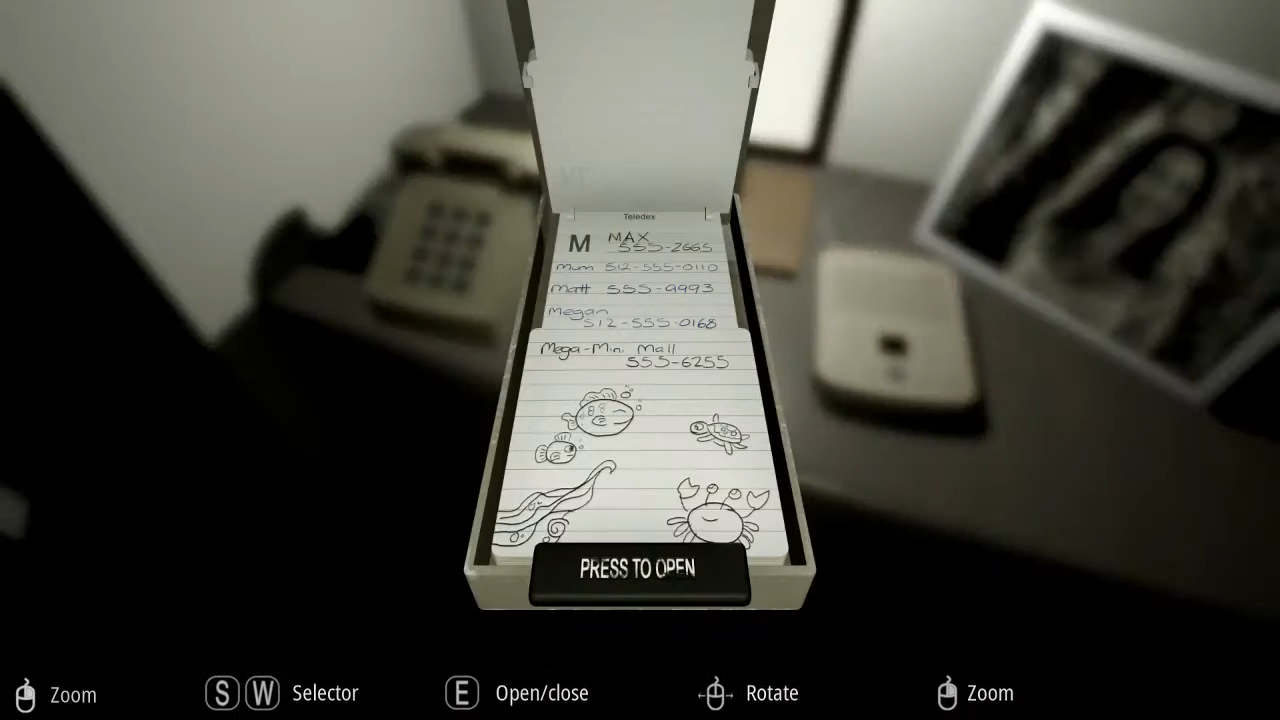 Teledex
M MAX
555-2665
Mum 512-555-0110
Matt 555-9993
Megan
512-555-0168
Mega-Mini Mall
555-6255
PRESS TO OPEN
Zoom
S W Selector
E Open/close
Rotate
Zoom